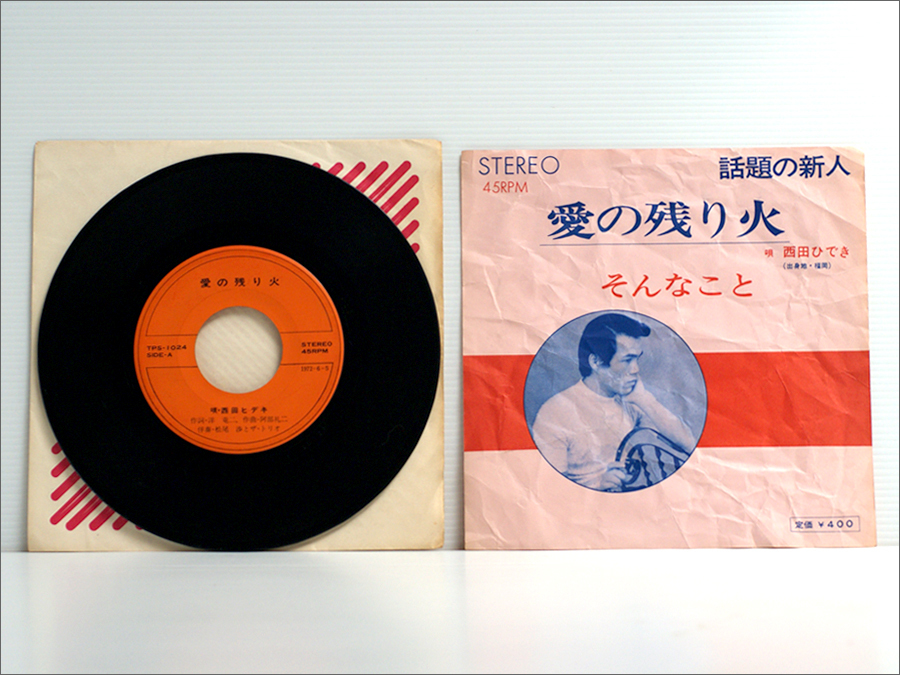 愛の残り火
TPS-1024
SIDE-A
STEREO
45RPM
唄・西田ヒデキ
STEREO
45RPM
話題の新人
愛の残り火
唄 西田ひでき
(出身地・福岡)
そんなこと
定価 ¥400